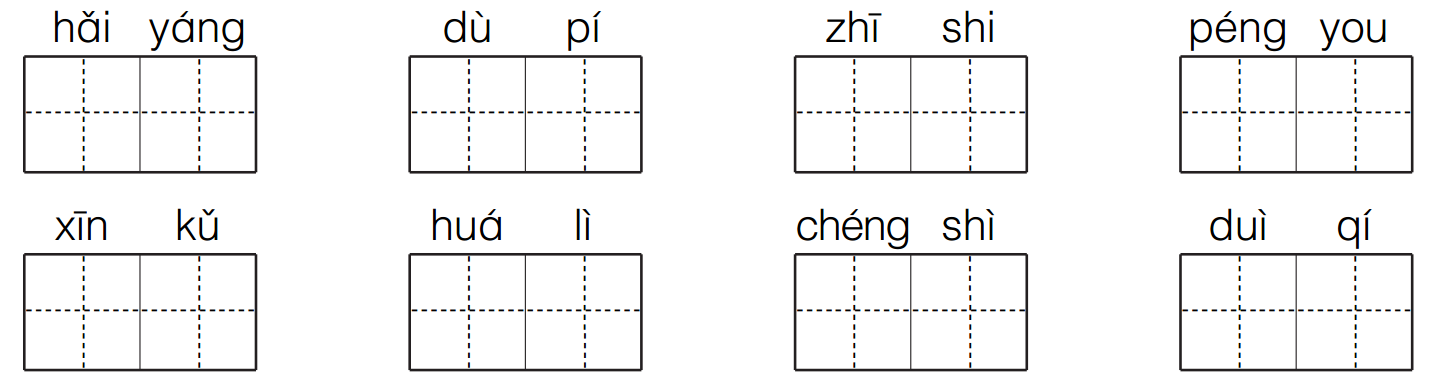 hǎi yáng dù pí zhī shi péng you
xīn kǔ huá lì chéng shì duì qí